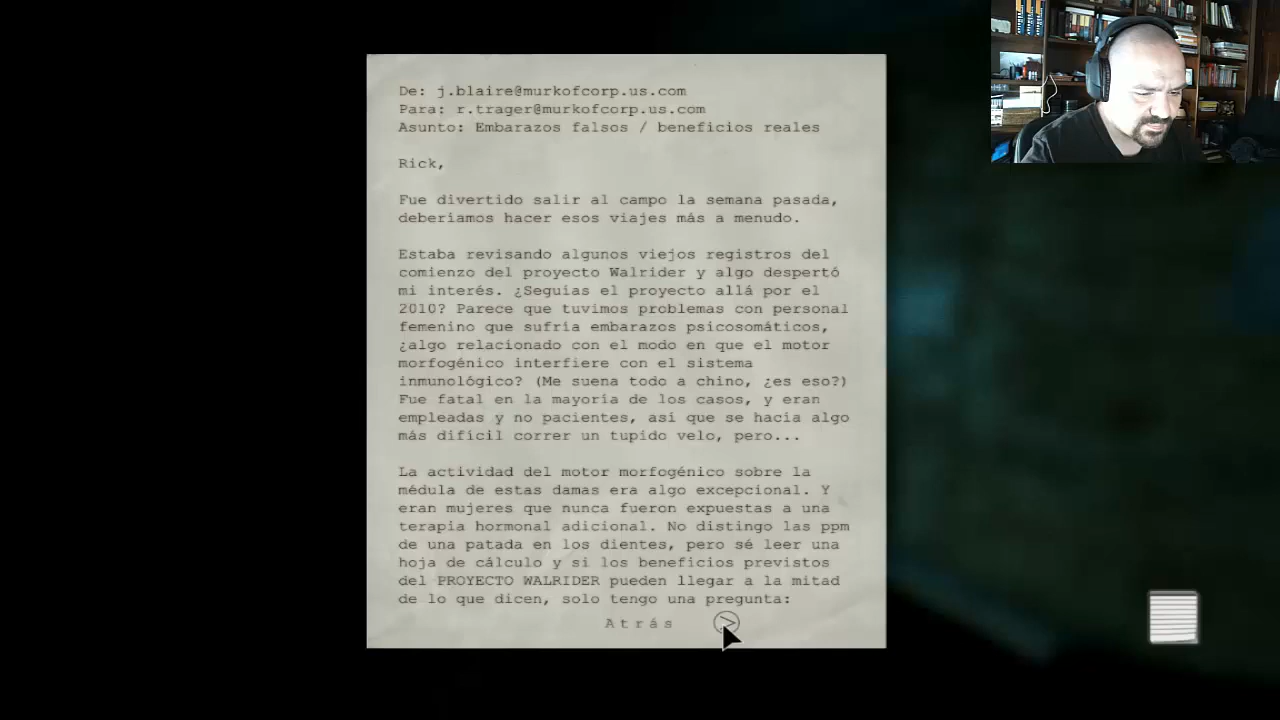 De: j.blaire@murkofcorp.us.com
Para: r.trager@murkofcorp.us.com
Asunto: Embarazos falsos / beneficios reales
Rick,
Fue divertido salir al campo la semana pasada,
deberíamos hacer esos viajes más a menudo.
Estaba revisando algunos viejos registros del
comienzo del proyecto Walrider y algo despertó
mi interés. ¿Seguías el proyecto allá por el
2010? Parece que tuvimos problemas con personal
femenino que sufría embarazos psicosomáticos,
¿algo relacionado con el modo en que el motor
morfogénico interfiere con el sistema
inmunológico? (Me suena todo a chino, ¿es eso?)
Fue fatal en la mayoría de los casos, y eran
empleadas y no pacientes, así que se hacía algo
más difícil correr un tupido velo, pero...
La actividad del motor morfogénico sobre la
médula de estas damas era algo excepcional. Y
eran mujeres que nunca fueron expuestas a una
terapia hormonal adicional. No distingo las ppm
de una patada en los dientes, pero sé leer una
hoja de cálculo y si los beneficios previstos
del PROYECTO WALRIDER pueden llegar a la mitad
de lo que dicen, solo tengo una pregunta:
Atrás >